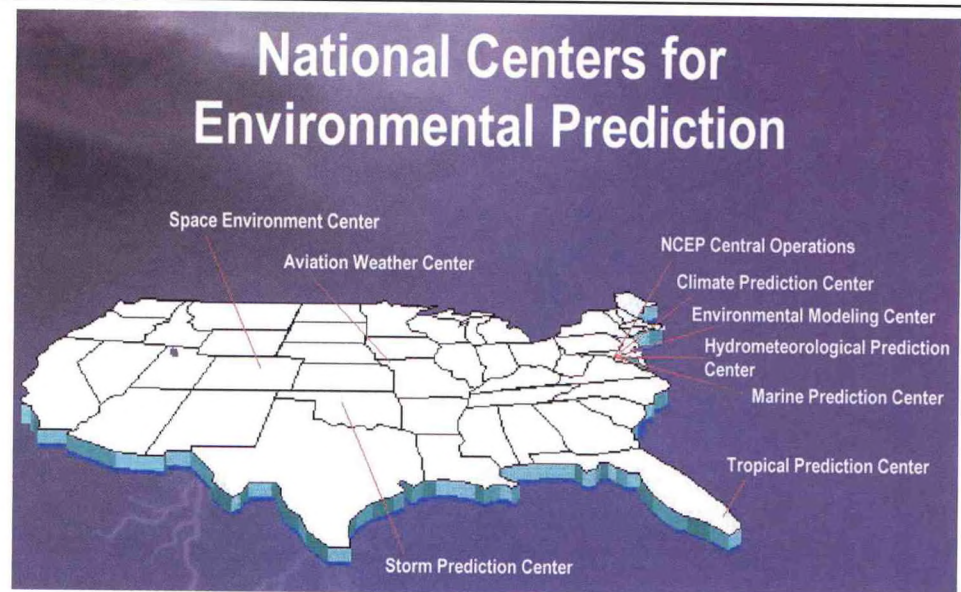 National Centers for
Environmental Prediction
Space Environment Center
Aviation Weather Center
NCEP Central Operations
Climate Prediction Center
Environmental Modeling Center
Hydrometeorological Prediction
Center
Marine Prediction Center
Tropical Prediction Center
Storm Prediction Center